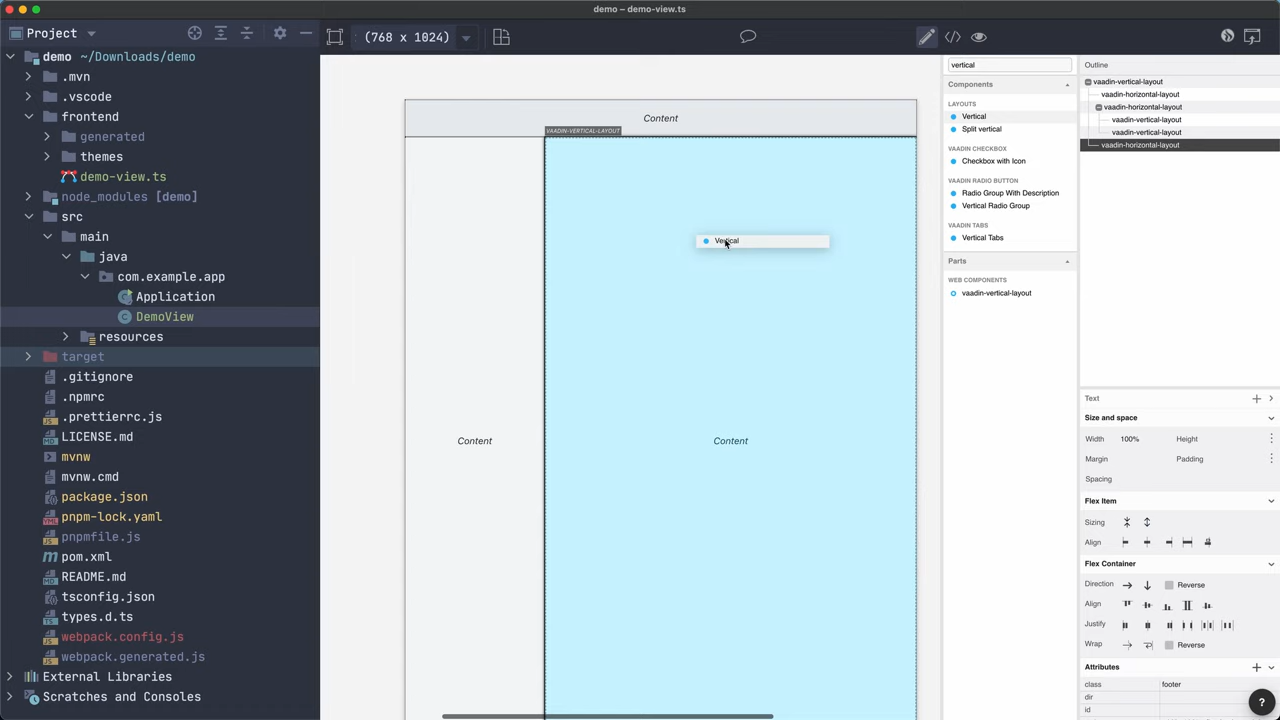 demo – demo-view.ts
Project
(768 x 1024)
demo ~/Downloads/demo
.mvn
.vscode
frontend
generated
themes
demo-view.ts
node_modules [demo]
src
main
java
com.example.app
Application
DemoView
resources
target
.gitignore
.npmrc
.prettierrc.js
LICENSE.md
mvnw
mvnw.cmd
package.json
pnpm-lock.yaml
pnpmfile.js
pom.xml
README.md
tsconfig.json
types.d.ts
webpack.config.js
webpack.generated.js
External Libraries
Scratches and Consoles
Content
VAADIN-VERTICAL-LAYOUT
Vertical
Content
Content
vertical
Components
LAYOUTS
Vertical
Split vertical
VAADIN CHECKBOX
Checkbox with Icon
VAADIN RADIO BUTTON
Radio Group With Description
Vertical Radio Group
VAADIN TABS
Vertical Tabs
Parts
WEB COMPONENTS
vaadin-vertical-layout
Outline
vaadin-vertical-layout
vaadin-horizontal-layout
vaadin-horizontal-layout
vaadin-vertical-layout
vaadin-vertical-layout
vaadin-horizontal-layout
Text
Size and space
Width 100% Height
Margin Padding
Spacing
Flex Item
Sizing
Align
Flex Container
Direction Reverse
Align
Justify
Wrap Reverse
Attributes
class footer
dir
id
?